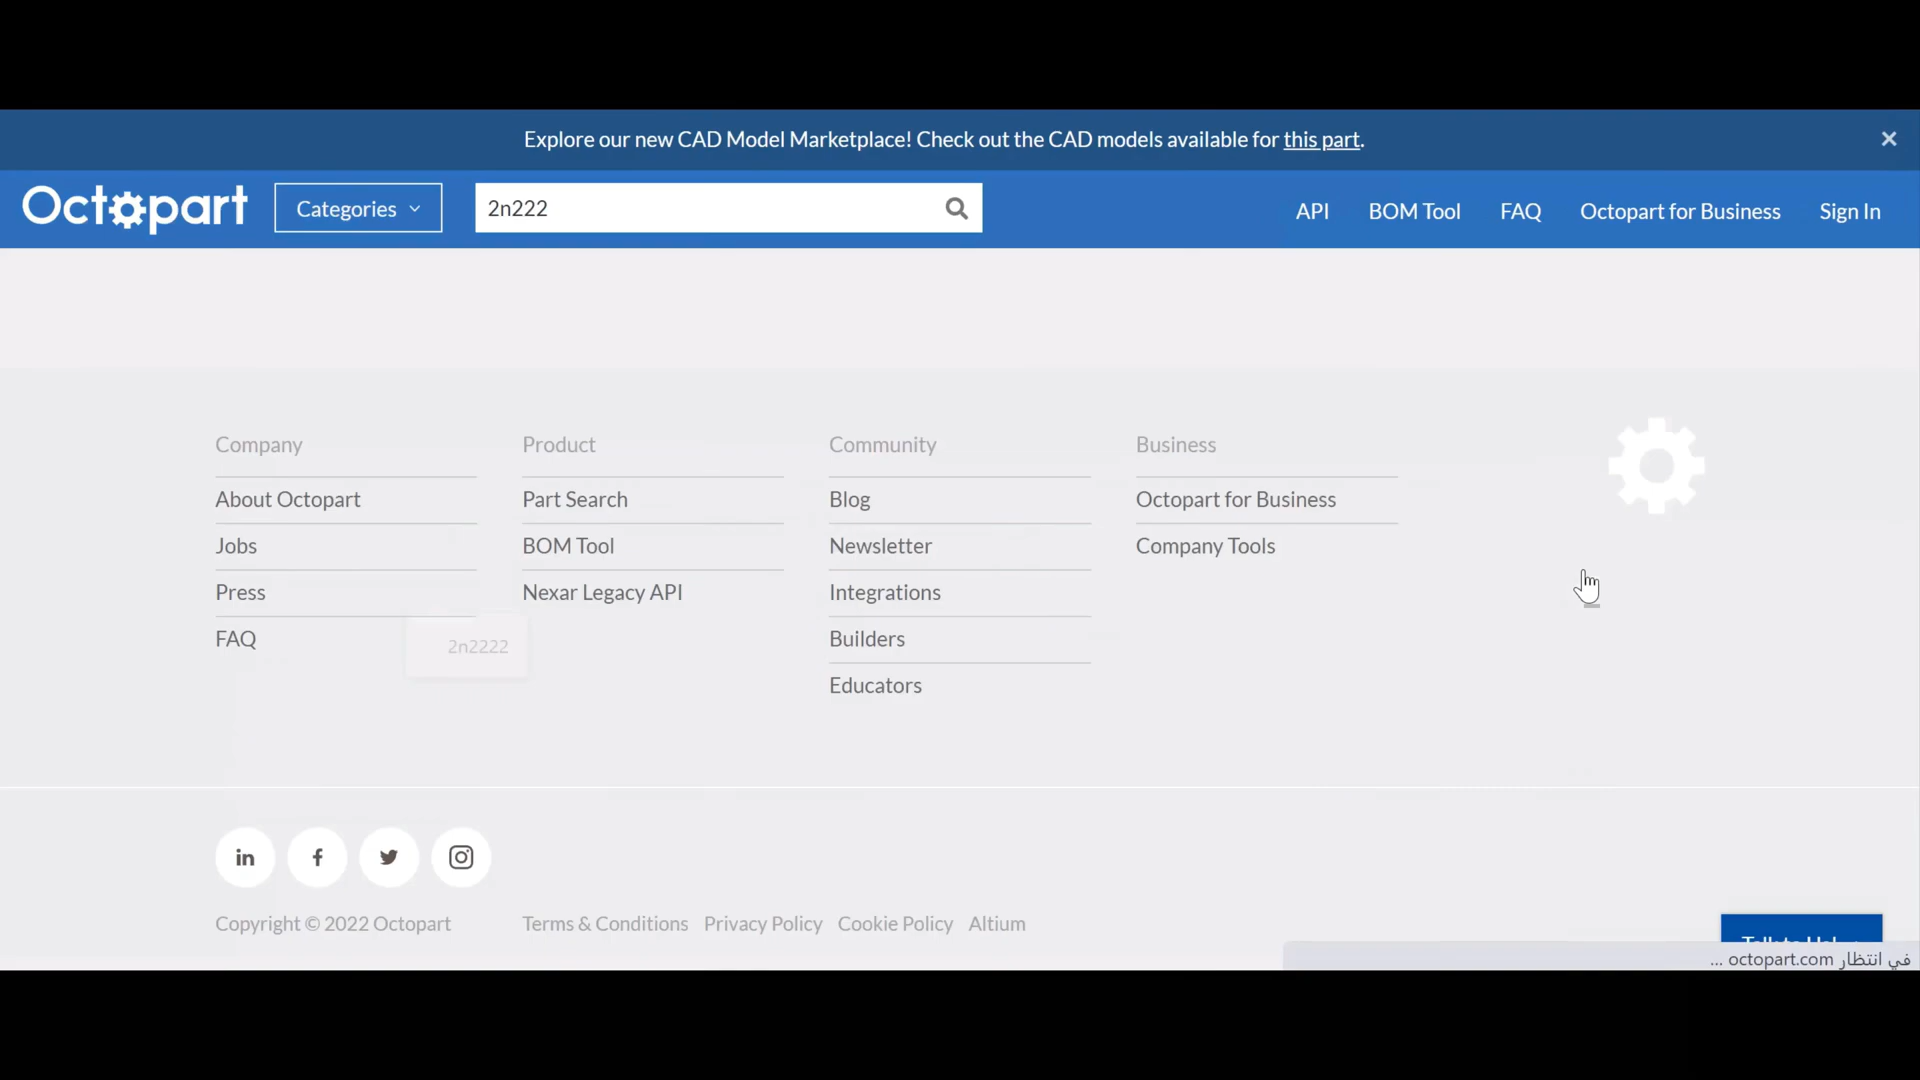 Explore our new CAD Model Marketplace! Check out the CAD models available for this part.
Octopart
Categories
2n222
API
BOM Tool
FAQ
Octopart for Business
Sign In
Company
About Octopart
Jobs
Press
FAQ
Product
Part Search
BOM Tool
Nexar Legacy API
Community
Blog
Newsletter
Integrations
Builders
Educators
Business
Octopart for Business
Company Tools
2n2222
Copyright © 2022 Octopart
Terms & Conditions
Privacy Policy
Cookie Policy
Altium
في انتظار octopart.com ...